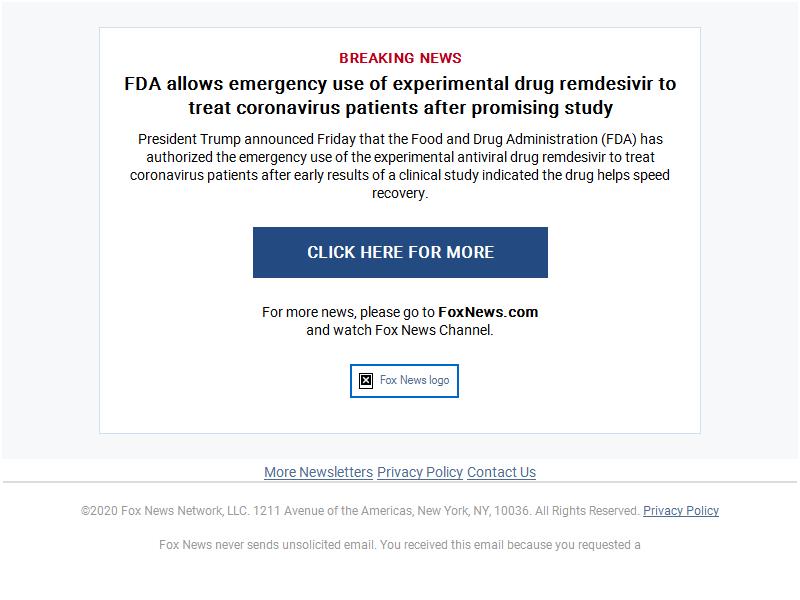 BREAKING NEWS
FDA allows emergency use of experimental drug remdesivir to
treat coronavirus patients after promising study
President Trump announced Friday that the Food and Drug Administration (FDA) has
authorized the emergency use of the experimental antiviral drug remdesivir to treat
coronavirus patients after early results of a clinical study indicated the drug helps speed
recovery.
CLICK HERE FOR MORE
For more news, please go to FoxNews.com
and watch Fox News Channel.
Fox News logo
More Newsletters Privacy Policy Contact Us
©2020 Fox News Network, LLC. 1211 Avenue of the Americas, New York, NY, 10036. All Rights Reserved. Privacy Policy
Fox News never sends unsolicited email. You received this email because you requested a